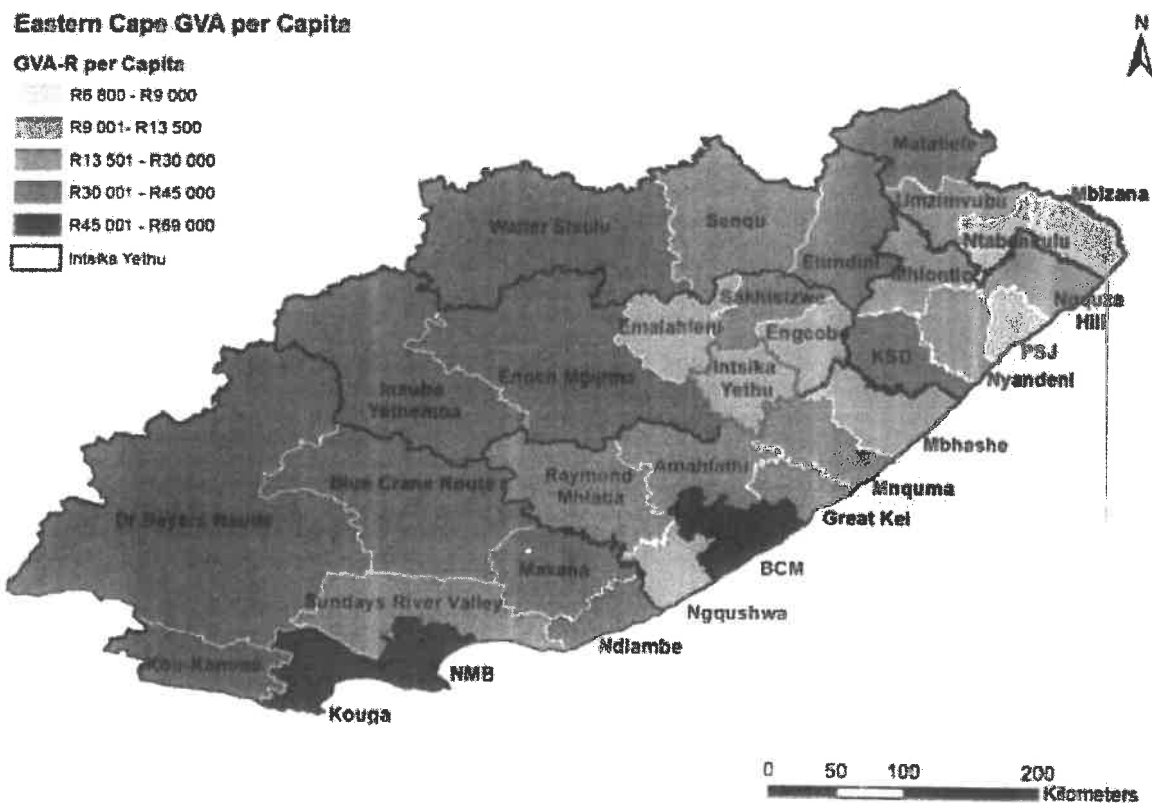 Eastern Cape GVA per Capita
N
GVA-R per Capita
R6 800 - R9 000
R9 001- R13 500
R13 501 - R30 000
R30 001 - R45 000
R45 001 - R69 000
Intsika Yethu
Matatiele
Mbizana
Umzimvubu
Walter Sisulu
Senqu
Ntabankulu
Elundini
Mhlontlo
Sakhisizwe
Ngquza
Hill
Emalahleni
Engcobo
PSJ
KSD
Intsika
Yethu
Enoch Mgijima
Nyandeni
Inxuba
Yethemba
Mbhashe
Amahlathi
Raymond
Mhlaba
Blue Crane Route
Mnquma
Great Kei
Dr Beyers Naude
Makana
BCM
Ngqushwa
Sundays River Valley
Ndlambe
Kou-Kamma
NMB
Kouga
0 50 100 200
Kilometers